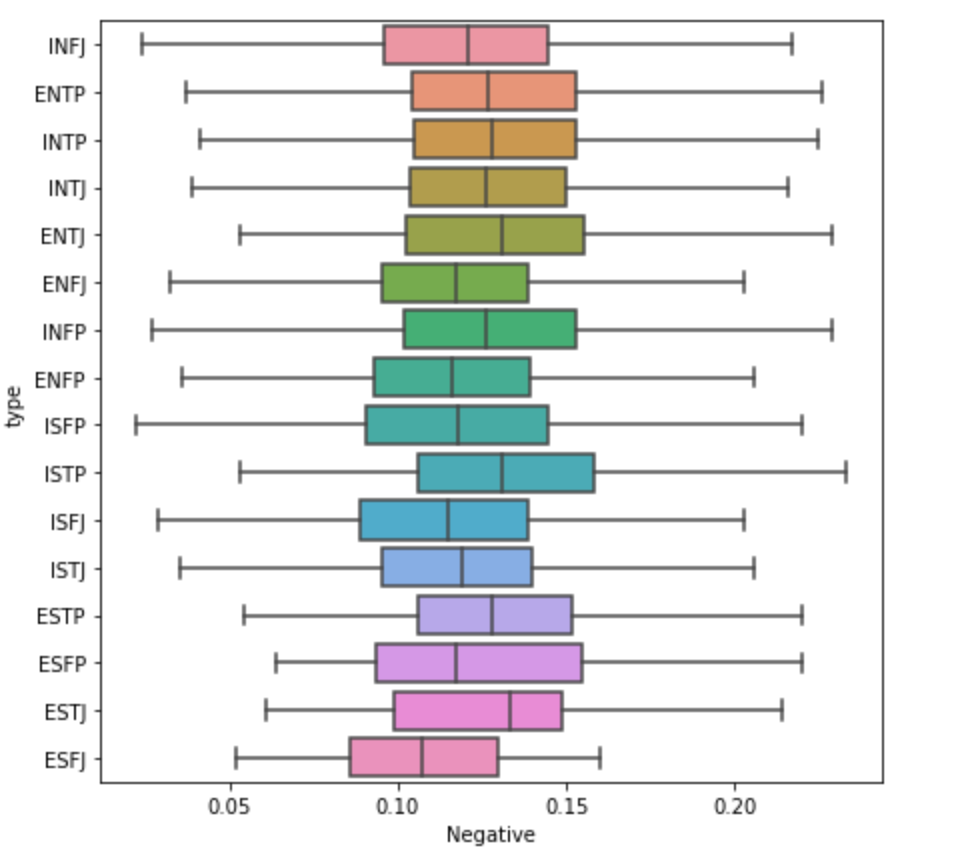 INFJ
ENTP
INTP
INTJ
ENTJ
ENFJ
INFP
ENFP
ISFP
ISTP
ISFJ
ISTJ
ESTP
ESFP
ESTJ
ESFJ
type
0.05 0.10 0.15 0.20
Negative